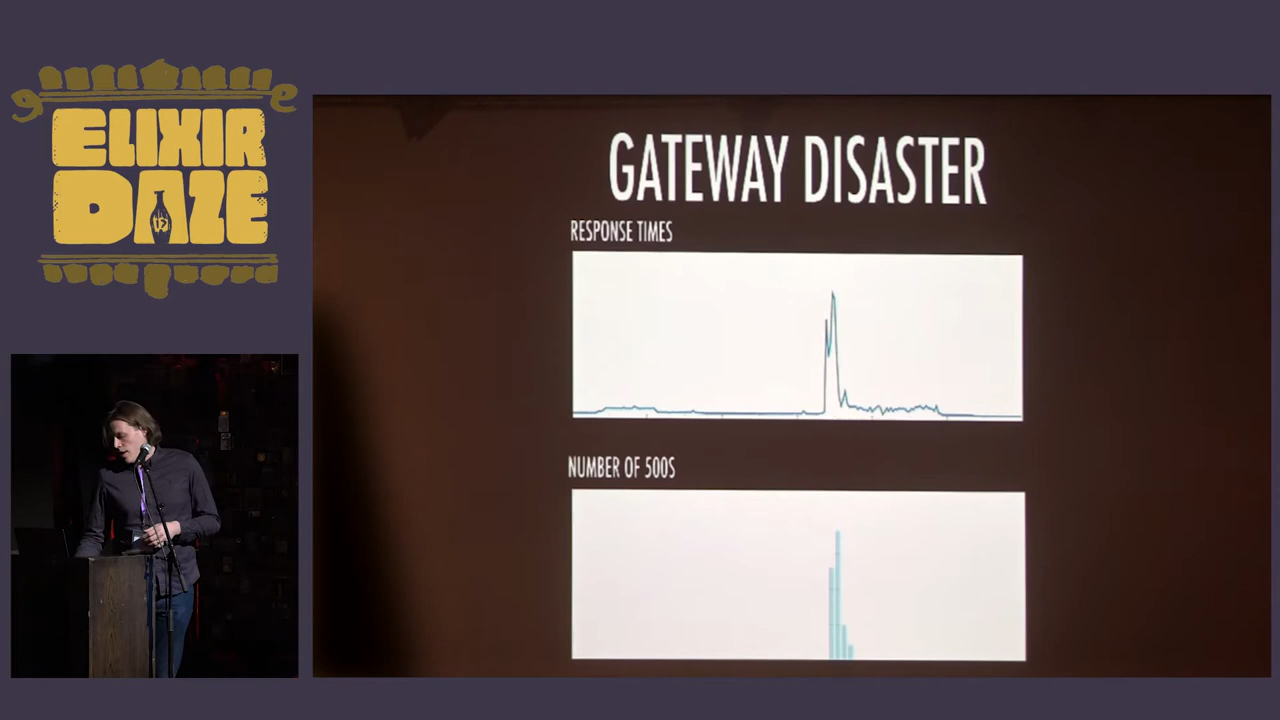 ELIXIR
DAZE
GATEWAY DISASTER
RESPONSE TIMES
NUMBER OF 500S